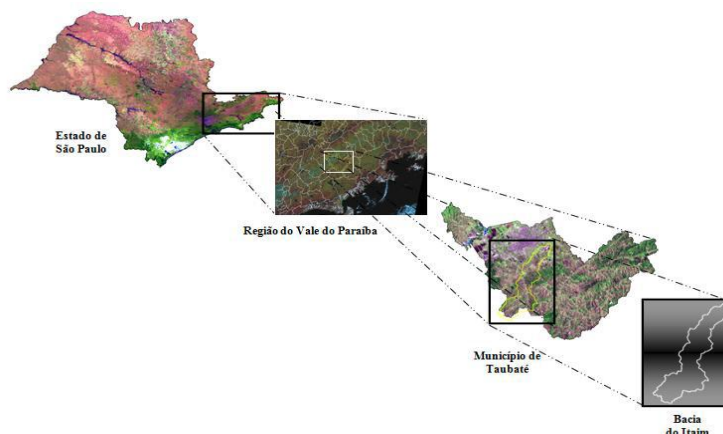 Estado de
São Paulo
Região do Vale do Paraíba
Município de
Taubaté
Bacia
do Itaim